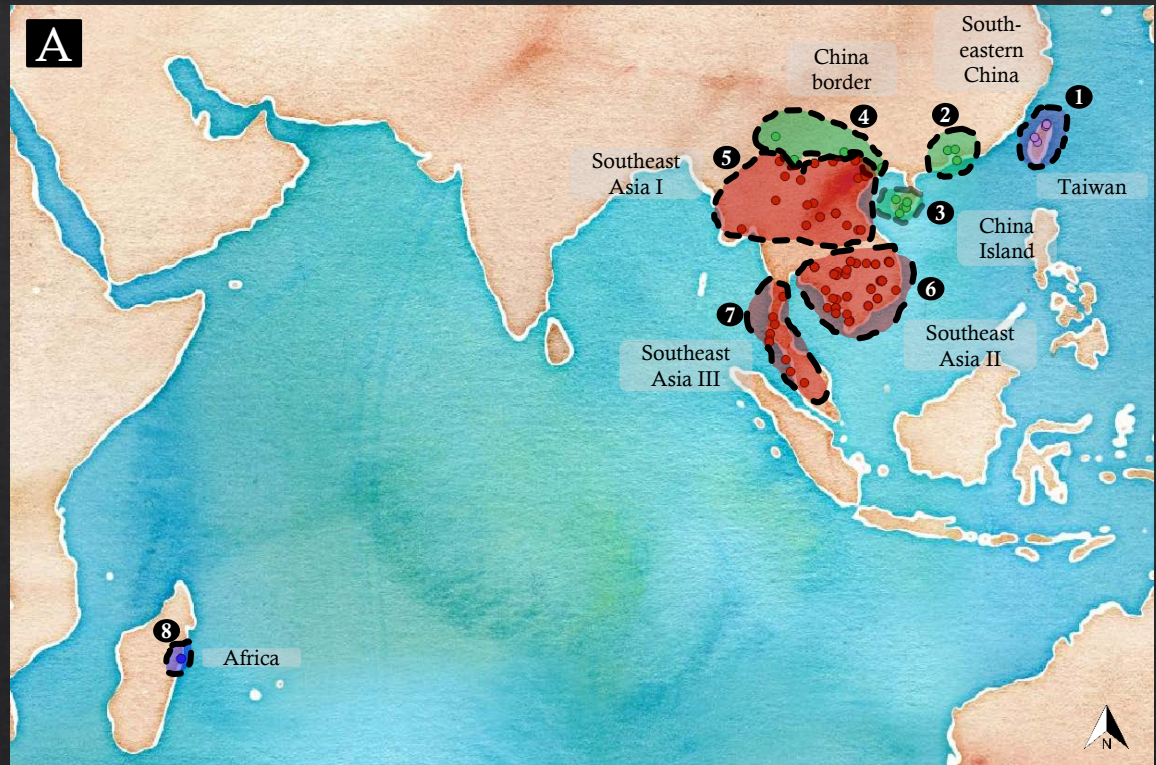 A
South-
eastern
China
China
border
1
4
2
5
Southeast
Asia I
Taiwan
3
China
Island
6
7
Southeast
Asia II
Southeast
Asia III
8
Africa
N